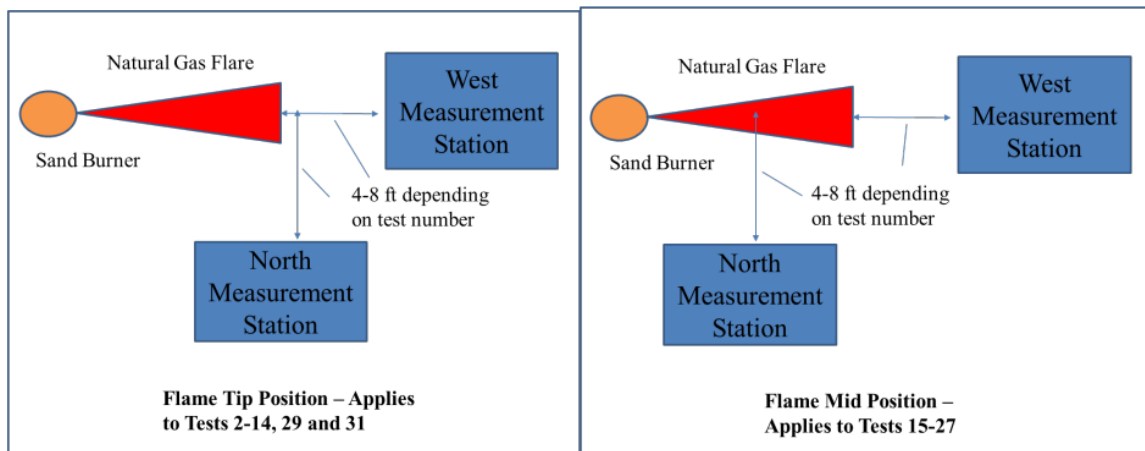 Natural Gas Flare
West
Measurement
Station
Sand Burner
4-8 ft depending
on test number
North
Measurement
Station
Flame Tip Position – Applies
to Tests 2-14, 29 and 31
Natural Gas Flare
West
Measurement
Station
Sand Burner
4-8 ft depending
on test number
North
Measurement
Station
Flame Mid Position –
Applies to Tests 15-27